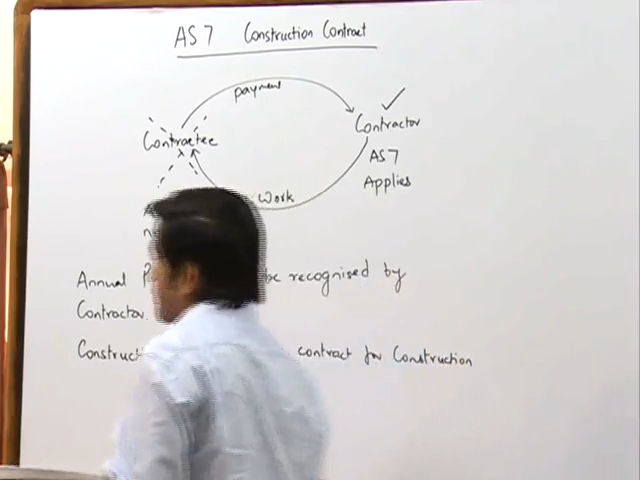 AS 7 Construction Contract
payment
Contractee
Contractor
AS 7
Applies
Work
Annual be recognised by
Contractor.
contract for Construction